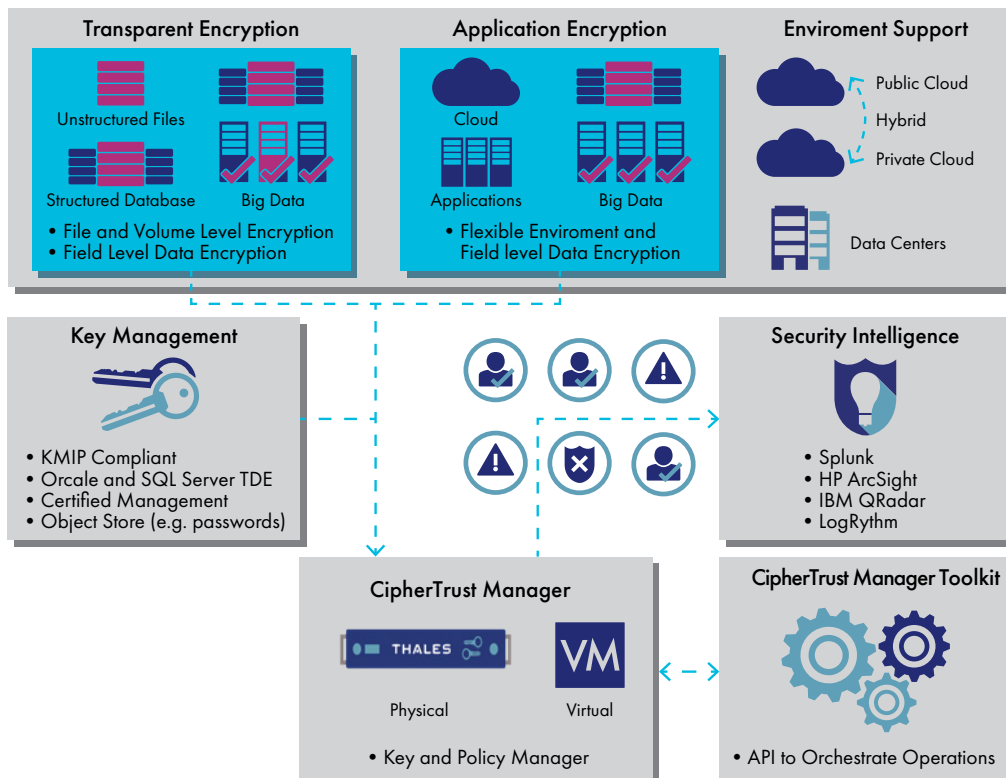 Transparent Encryption
Unstructured Files
Structured Database
Big Data
• File and Volume Level Encryption
• Field Level Data Encryption
Application Encryption
Cloud
Applications
Big Data
• Flexible Enviroment and
Field level Data Encryption
Enviroment Support
Public Cloud
Hybrid
Private Cloud
Data Centers
Key Management
• KMIP Compliant
• Orcale and SQL Server TDE
• Certified Management
• Object Store (e.g. passwords)
Security Intelligence
• Splunk
• HP ArcSight
• IBM QRadar
• LogRythm
CipherTrust Manager
THALES
VM
Physical
Virtual
• Key and Policy Manager
CipherTrust Manager Toolkit
• API to Orchestrate Operations